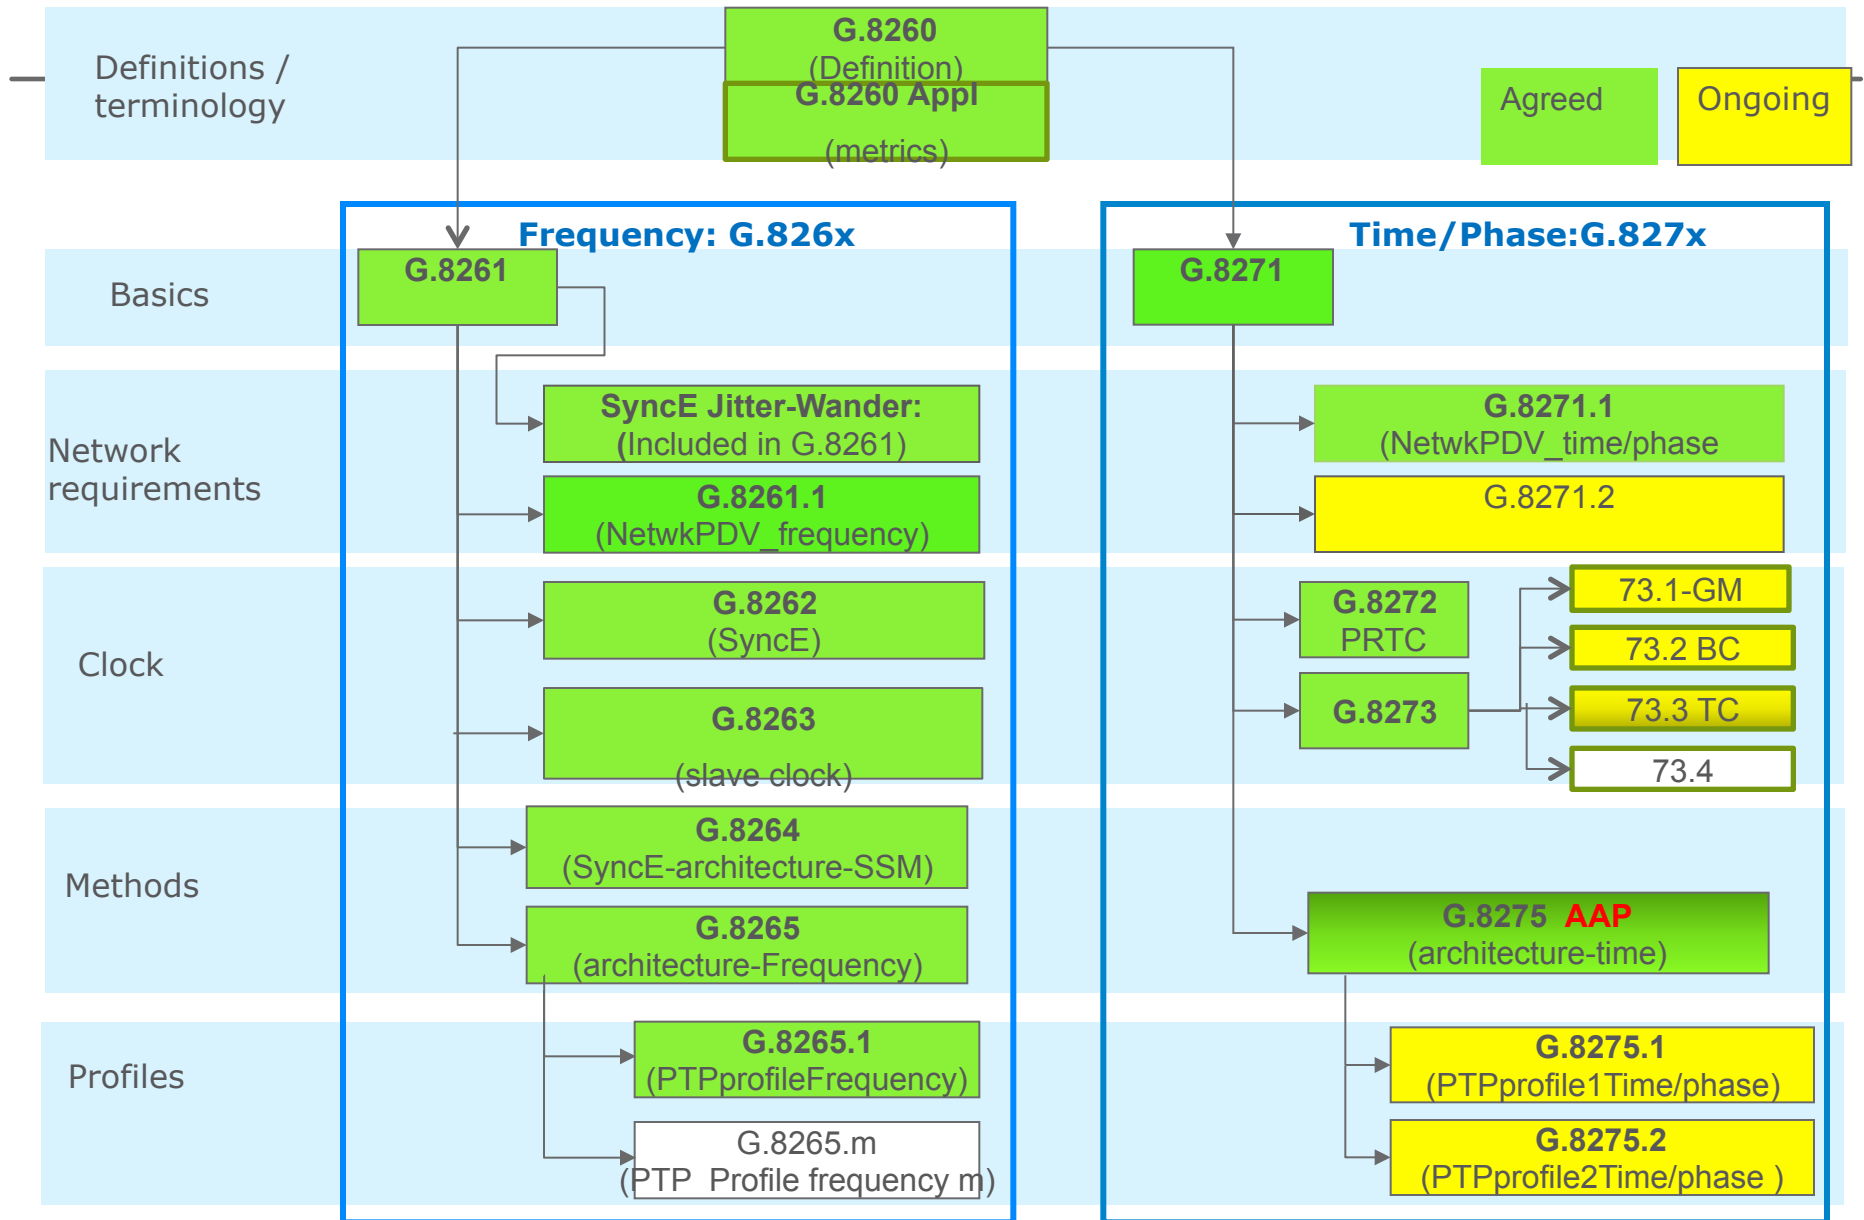 G.8260
(Definition)
G.8260 Appl
(metrics)
Definitions /
terminology
Agreed
Ongoing
Frequency: G.826x
Time/Phase:G.827x
Basics
G.8261
G.8271
Network
requirements
SyncE Jitter-Wander:
(Included in G.8261)
G.8261.1
(NetwkPDV_frequency)
G.8271.1
(NetwkPDV_time/phase
G.8271.2
Clock
G.8262
(SyncE)
G.8263
(slave clock)
G.8272
PRTC
G.8273
73.1-GM
73.2 BC
73.3 TC
73.4
Methods
G.8264
(SyncE-architecture-SSM)
G.8265
(architecture-Frequency)
G.8275 AAP
(architecture-time)
Profiles
G.8265.1
(PTPprofileFrequency)
G.8265.m
(PTP Profile frequency m)
G.8275.1
(PTPprofile1Time/phase)
G.8275.2
(PTPprofile2Time/phase )